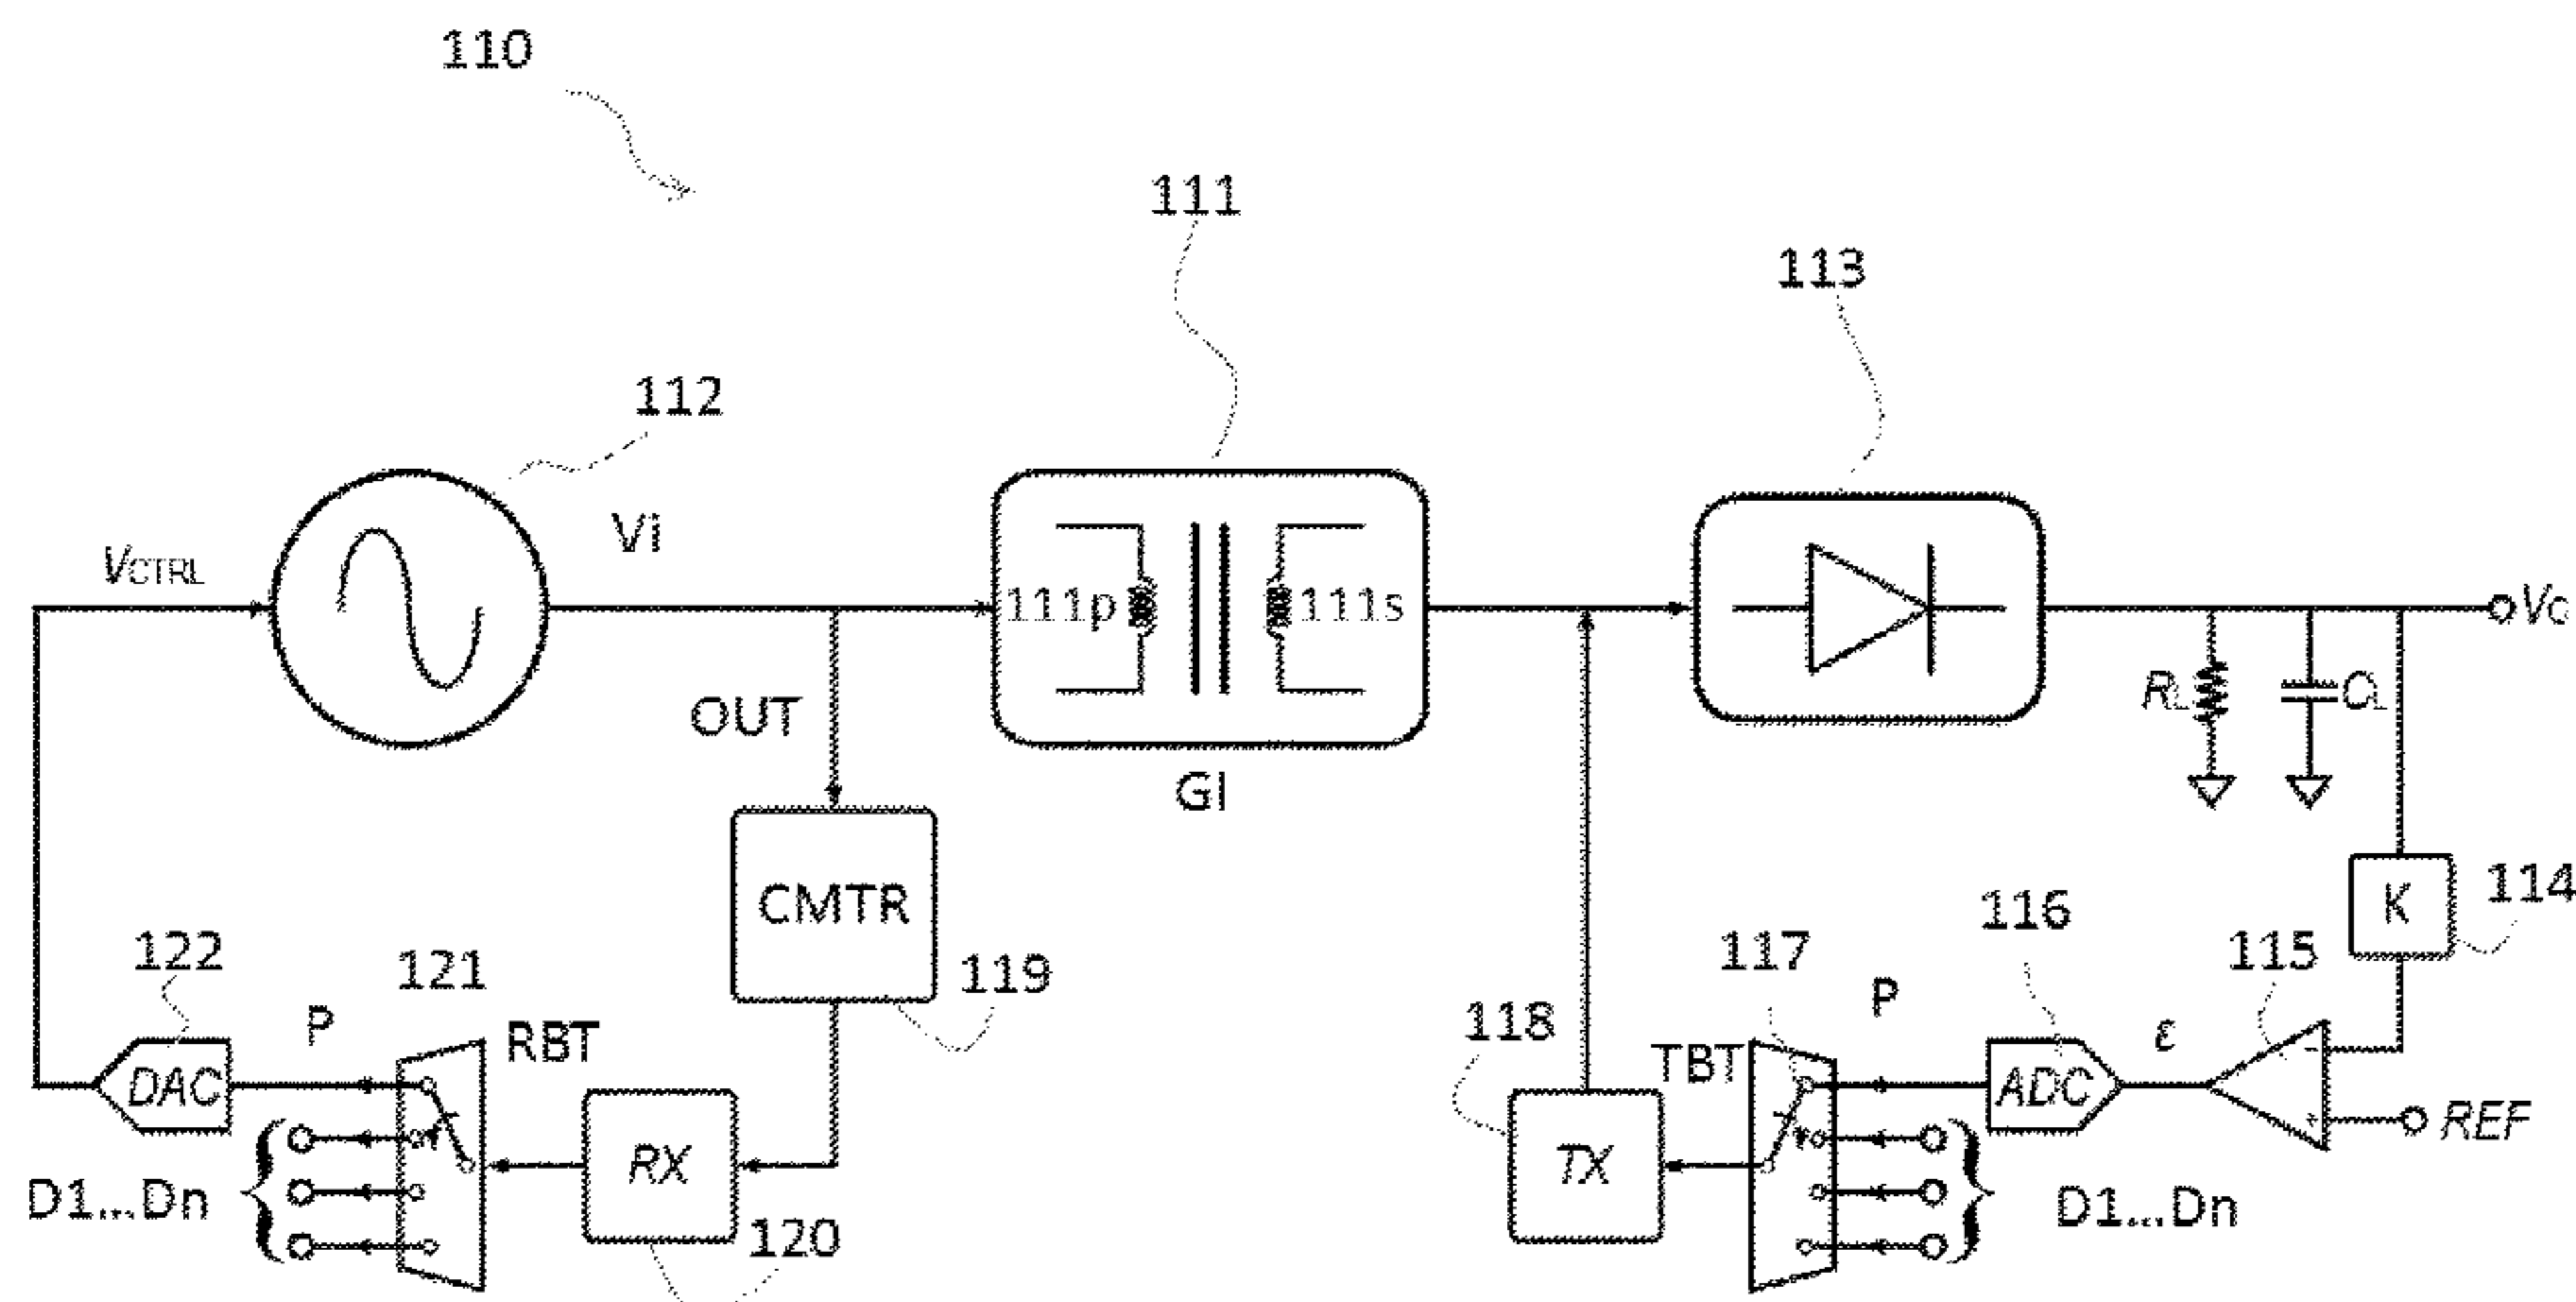 110
111
113
112
Vi
VCTRL
111p
111s
VO
OUT
RL
CL
GI
CMTR
K
114
122
121
119
117
116
115
P
RBT
118
TBT
P
ε
DAC
ADC
-
+
REF
RX
TX
D1...Dn
120
D1...Dn